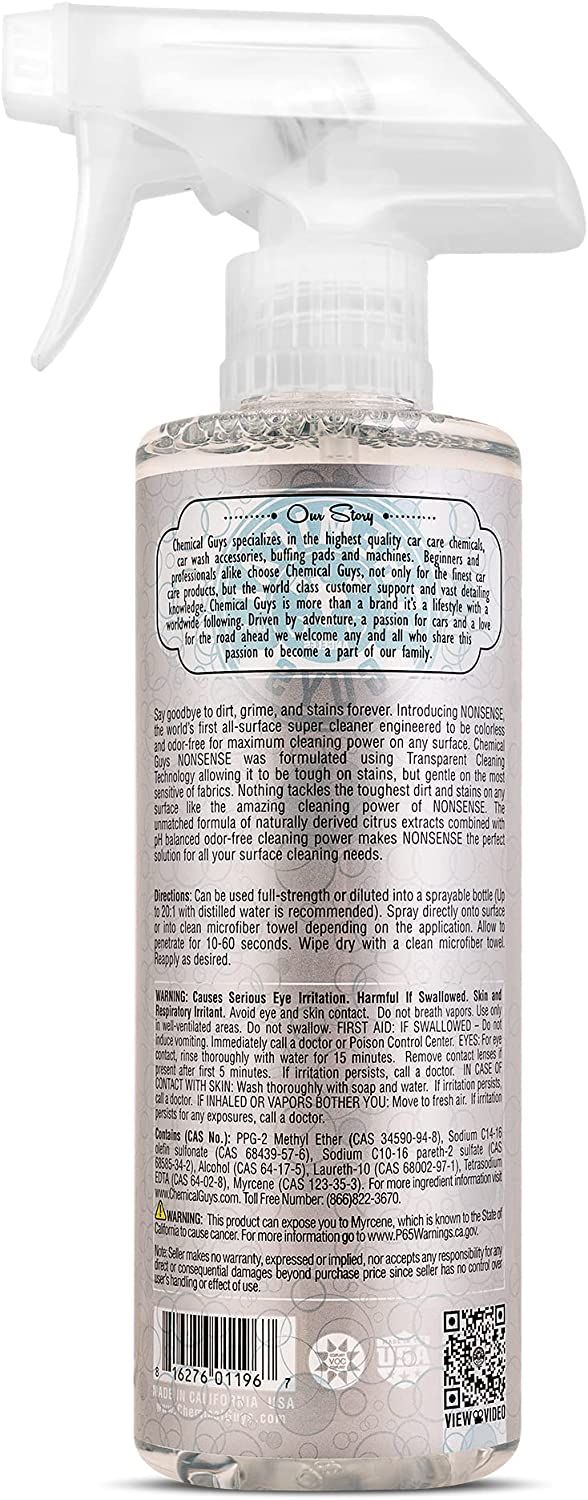 Our Story
Chemical Guys specializes in the highest quality car care chemicals,
car wash accessories, buffing pads and machines. Beginners and
professionals alike choose Chemical Guys, not only for the finest car
care products, but the world class customer support and vast detailing
knowledge. Chemical Guys is more than a brand it's a lifestyle with a
worldwide following. Driven by adventure, a passion for cars and a love
for the road ahead we welcome any and all who share this
passion to become a part of our family.
Say goodbye to dirt, grime, and stains forever. Introducing NONSENSE,
the world's first all-surface super cleaner engineered to be colorless
and odor-free for maximum cleaning power on any surface. Chemical
Guys NONSENSE was formulated using Transparent Cleaning
Technology allowing it to be tough on stains, but gentle on the most
sensitive of fabrics. Nothing tackles the toughest dirt and stains on any
surface like the amazing cleaning power of NONSENSE. The
unmatched formula of naturally derived citrus extracts combined with
pH balanced odor-free cleaning power makes NONSENSE the perfect
solution for all your surface cleaning needs.
Directions: Can be used full-strength or diluted into a sprayable bottle (Up
to 20:1 with distilled water is recommended). Spray directly onto surface
or into clean microfiber towel depending on the application. Allow to
penetrate for 10-60 seconds. Wipe dry with a clean microfiber towel.
Reapply as desired.
WARNING: Causes Serious Eye Irritation. Harmful If Swallowed. Skin and
Respiratory Irritant. Avoid eye and skin contact. Do not breath vapors. Use only
in well-ventilated areas. Do not swallow. FIRST AID: IF SWALLOWED – Do not
induce vomiting. Immediately call a doctor or Poison Control Center. EYES: For eye
contact, rinse thoroughly with water for 15 minutes. Remove contact lenses if
present after first 5 minutes. If irritation persists, call a doctor. IN CASE OF
CONTACT WITH SKIN: Wash thoroughly with soap and water. If irritation persists,
call a doctor. IF INHALED OR VAPORS BOTHER YOU: Move to fresh air. If irritation
persists for any exposures, call a doctor.
Contains (CAS No.): PPG-2 Methyl Ether (CAS 34590-94-8), Sodium C14-16
olefin sulfonate (CAS 68439-57-6), Sodium C10-16 pareth-2 sulfate (CAS
68585-34-2), Alcohol (CAS 64-17-5), Laureth-10 (CAS 68002-97-1), Tetrasodium
EDTA (CAS 64-02-8), Myrcene (CAS 123-35-3). For more ingredient information visit
www.ChemicalGuys.com. Toll Free Number: (866)822-3670.
WARNING: This product can expose you to Myrcene, which is known to the State of
California to cause cancer. For more information go to www.P65Warnings.ca.gov.
Note: Seller makes no warranty, expressed or implied, nor accepts any responsibility for any
direct or consequential damages beyond purchase price since seller has no control over
user's handling or effect of use.
8 16276 01196 7
VOC
USA
MADE IN CALIFORNIA, USA
www.ChemicalGuys.com
VIEW VIDEO